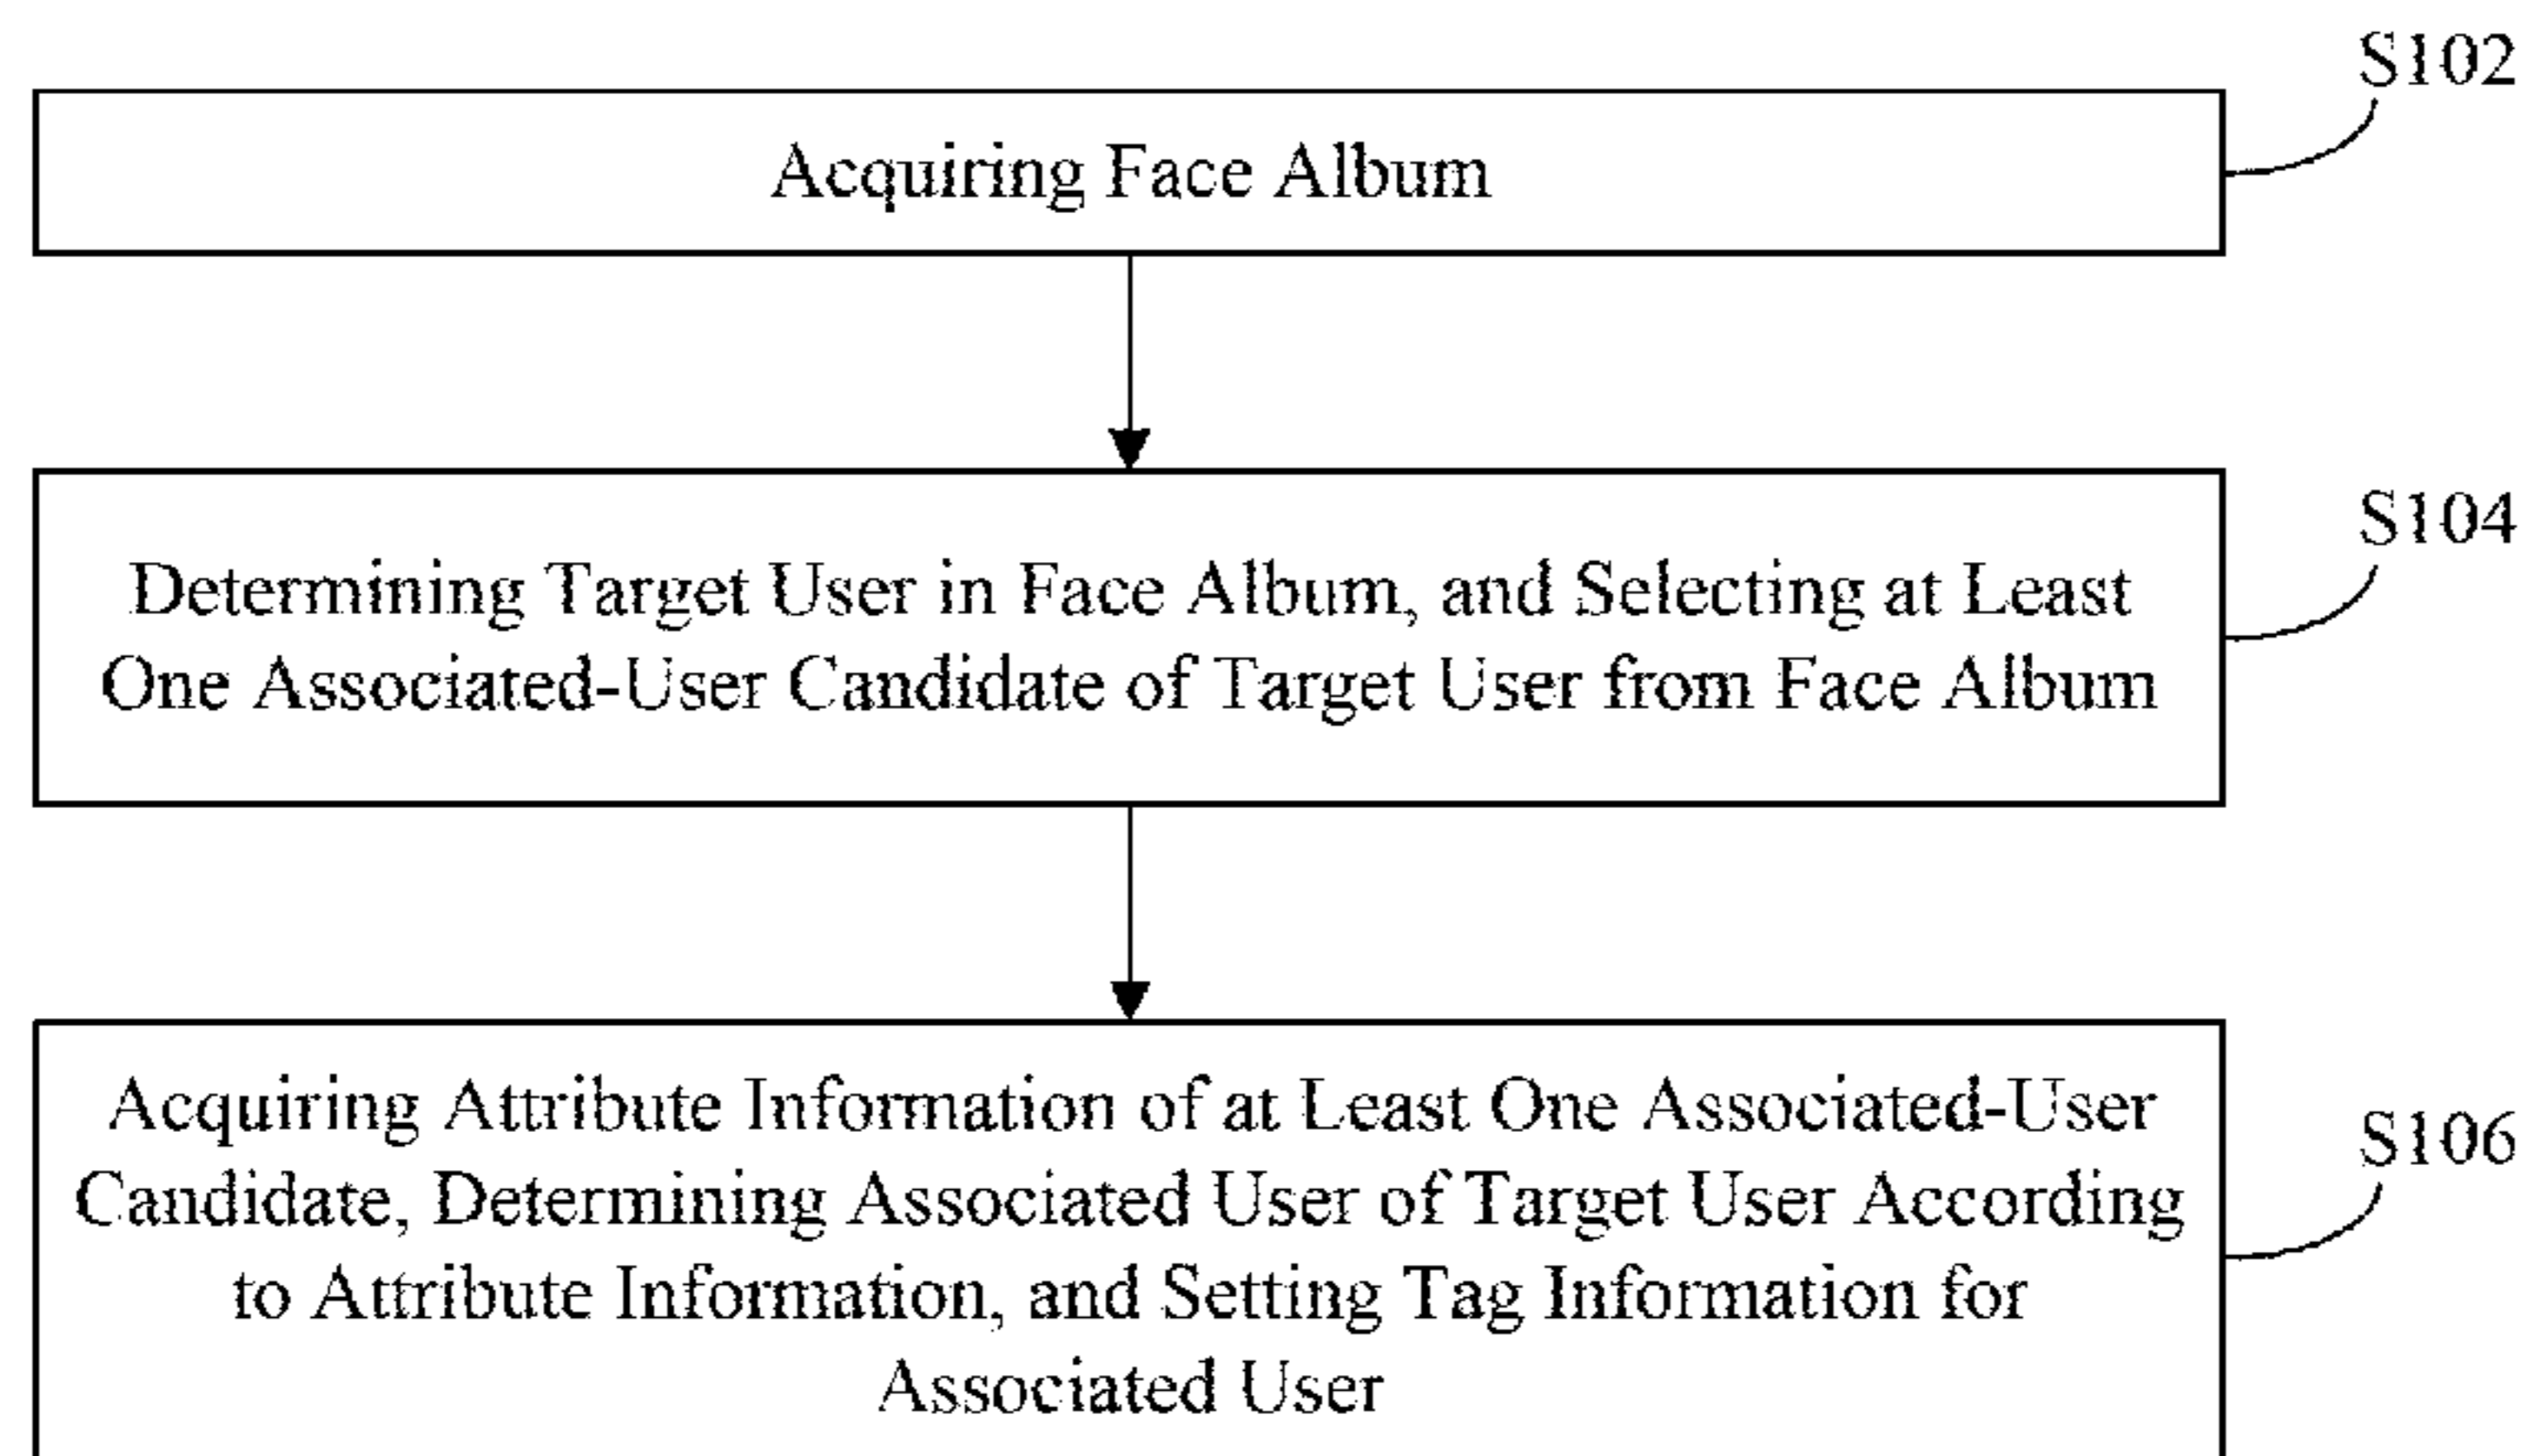 S102
Acquiring Face Album
S104
Determining Target User in Face Album, and Selecting at Least
One Associated-User Candidate of Target User from Face Album
S106
Acquiring Attribute Information of at Least One Associated-User
Candidate, Determining Associated User of Target User According
to Attribute Information, and Setting Tag Information for
Associated User